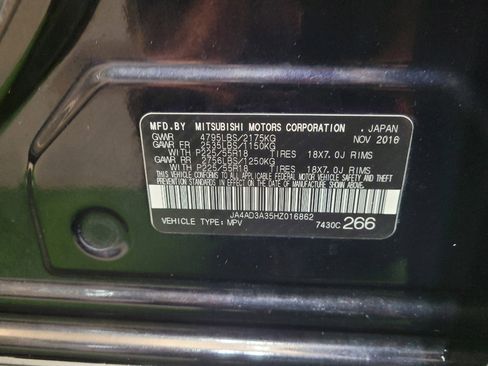 MFD.BY MITSUBISHI MOTORS CORPORATION , JAPAN
GVWR 4795LBS/2175KG NOV 2016
GAWR FR 2535LBS/1150KG
WITH P225/55R18 TIRES 18X7.0J RIMS
GAWR RR 2756LBS/1250KG
WITH P225/55R18 TIRES 18X7.0J RIMS
THIS VEHICLE CONFORMS TO ALL APPLICABLE
FEDERAL MOTOR VEHICLE SAFETY
STANDARDS IN EFFECT ON THE
DATE OF MANUFACTURE SHOWN ABOVE.
JA4AD3A35HZ016862
VEHICLE TYPE: MPV 7430C 266